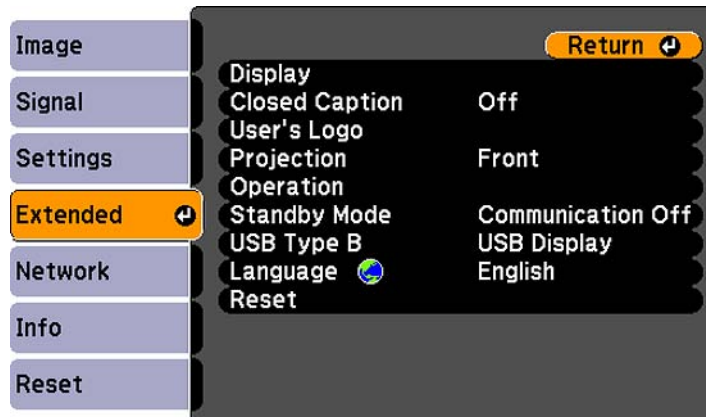 Image
Signal
Settings
Extended
Network
Info
Reset
Return
Display
Closed Caption Off
User's Logo
Projection Front
Operation
Standby Mode Communication Off
USB Type B USB Display
Language English
Reset